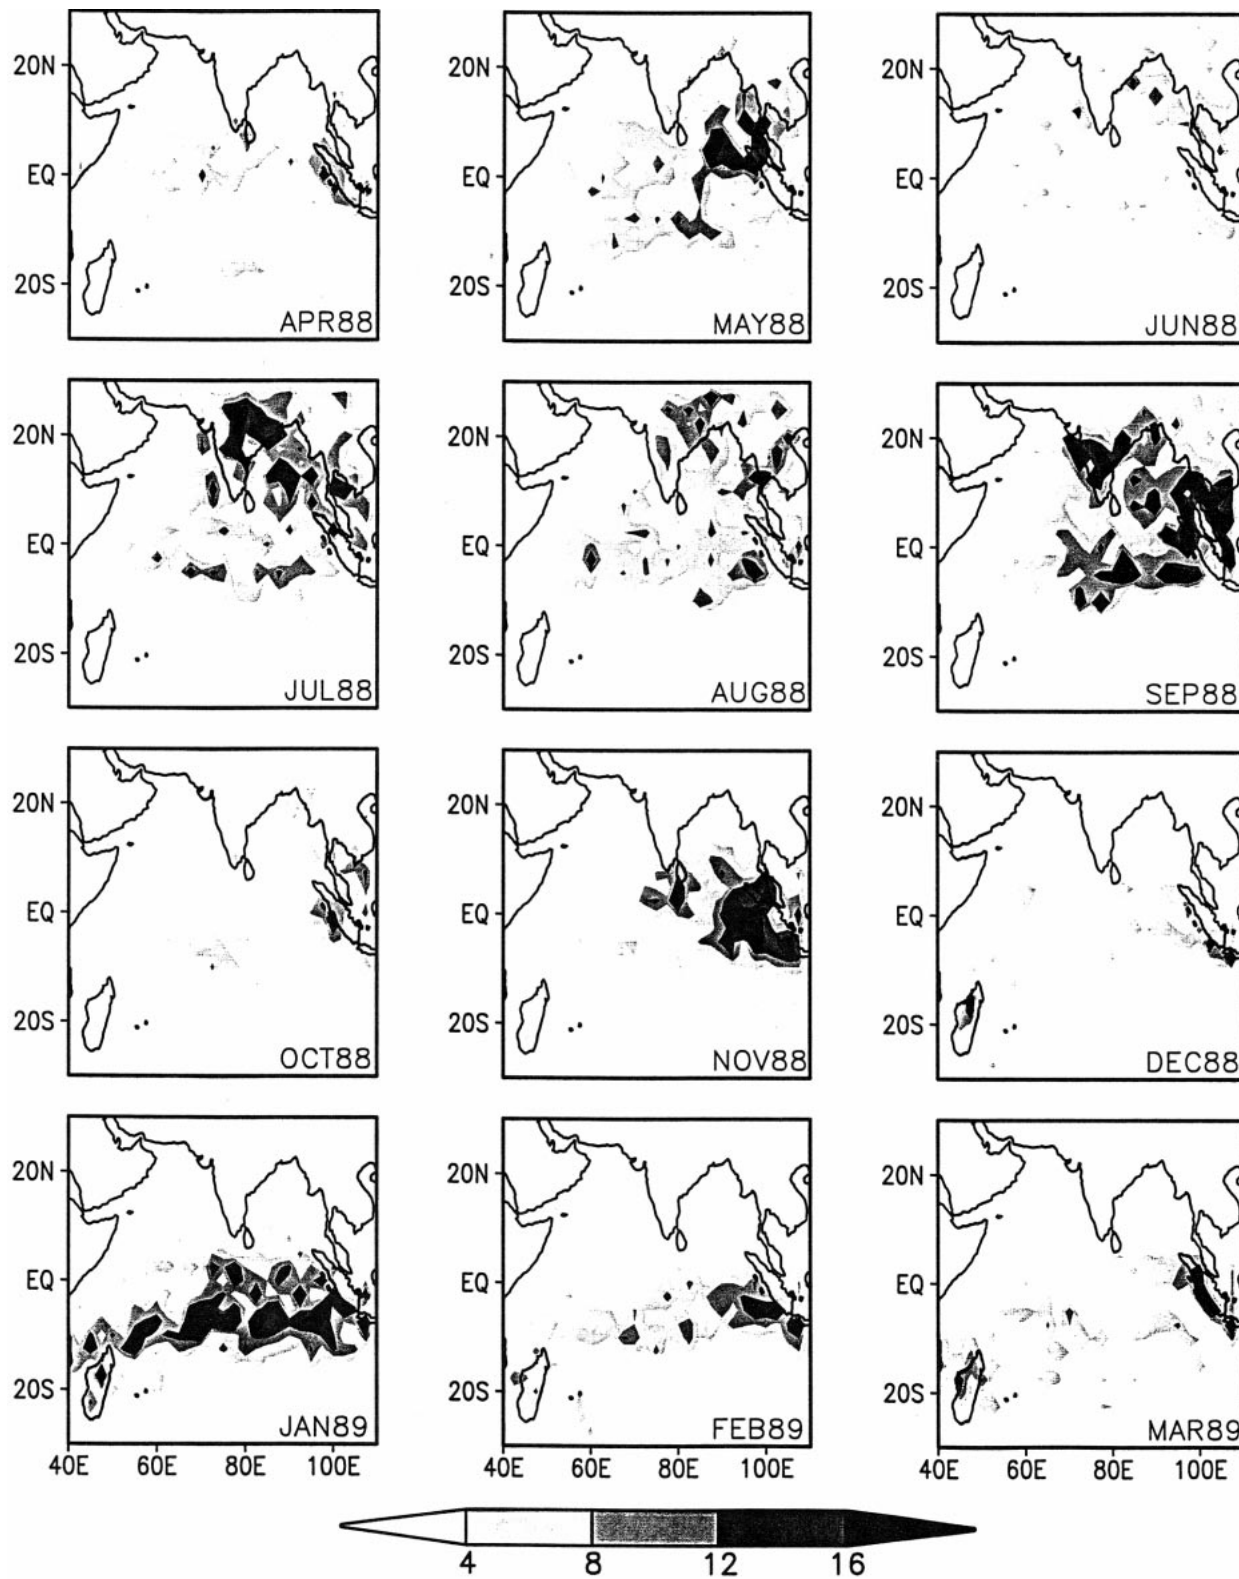 20N 20N 20N
EQ EQ EQ
20S 20S 20S
APR88 MAY88 JUN88
20N 20N 20N
EQ EQ EQ
20S 20S 20S
JUL88 AUG88 SEP88
20N 20N 20N
EQ EQ EQ
20S 20S 20S
OCT88 NOV88 DEC88
20N 20N 20N
EQ EQ EQ
20S 20S 20S
JAN89 FEB89 MAR89
40E 60E 80E 100E 40E 60E 80E 100E 40E 60E 80E 100E
4 8 12 16